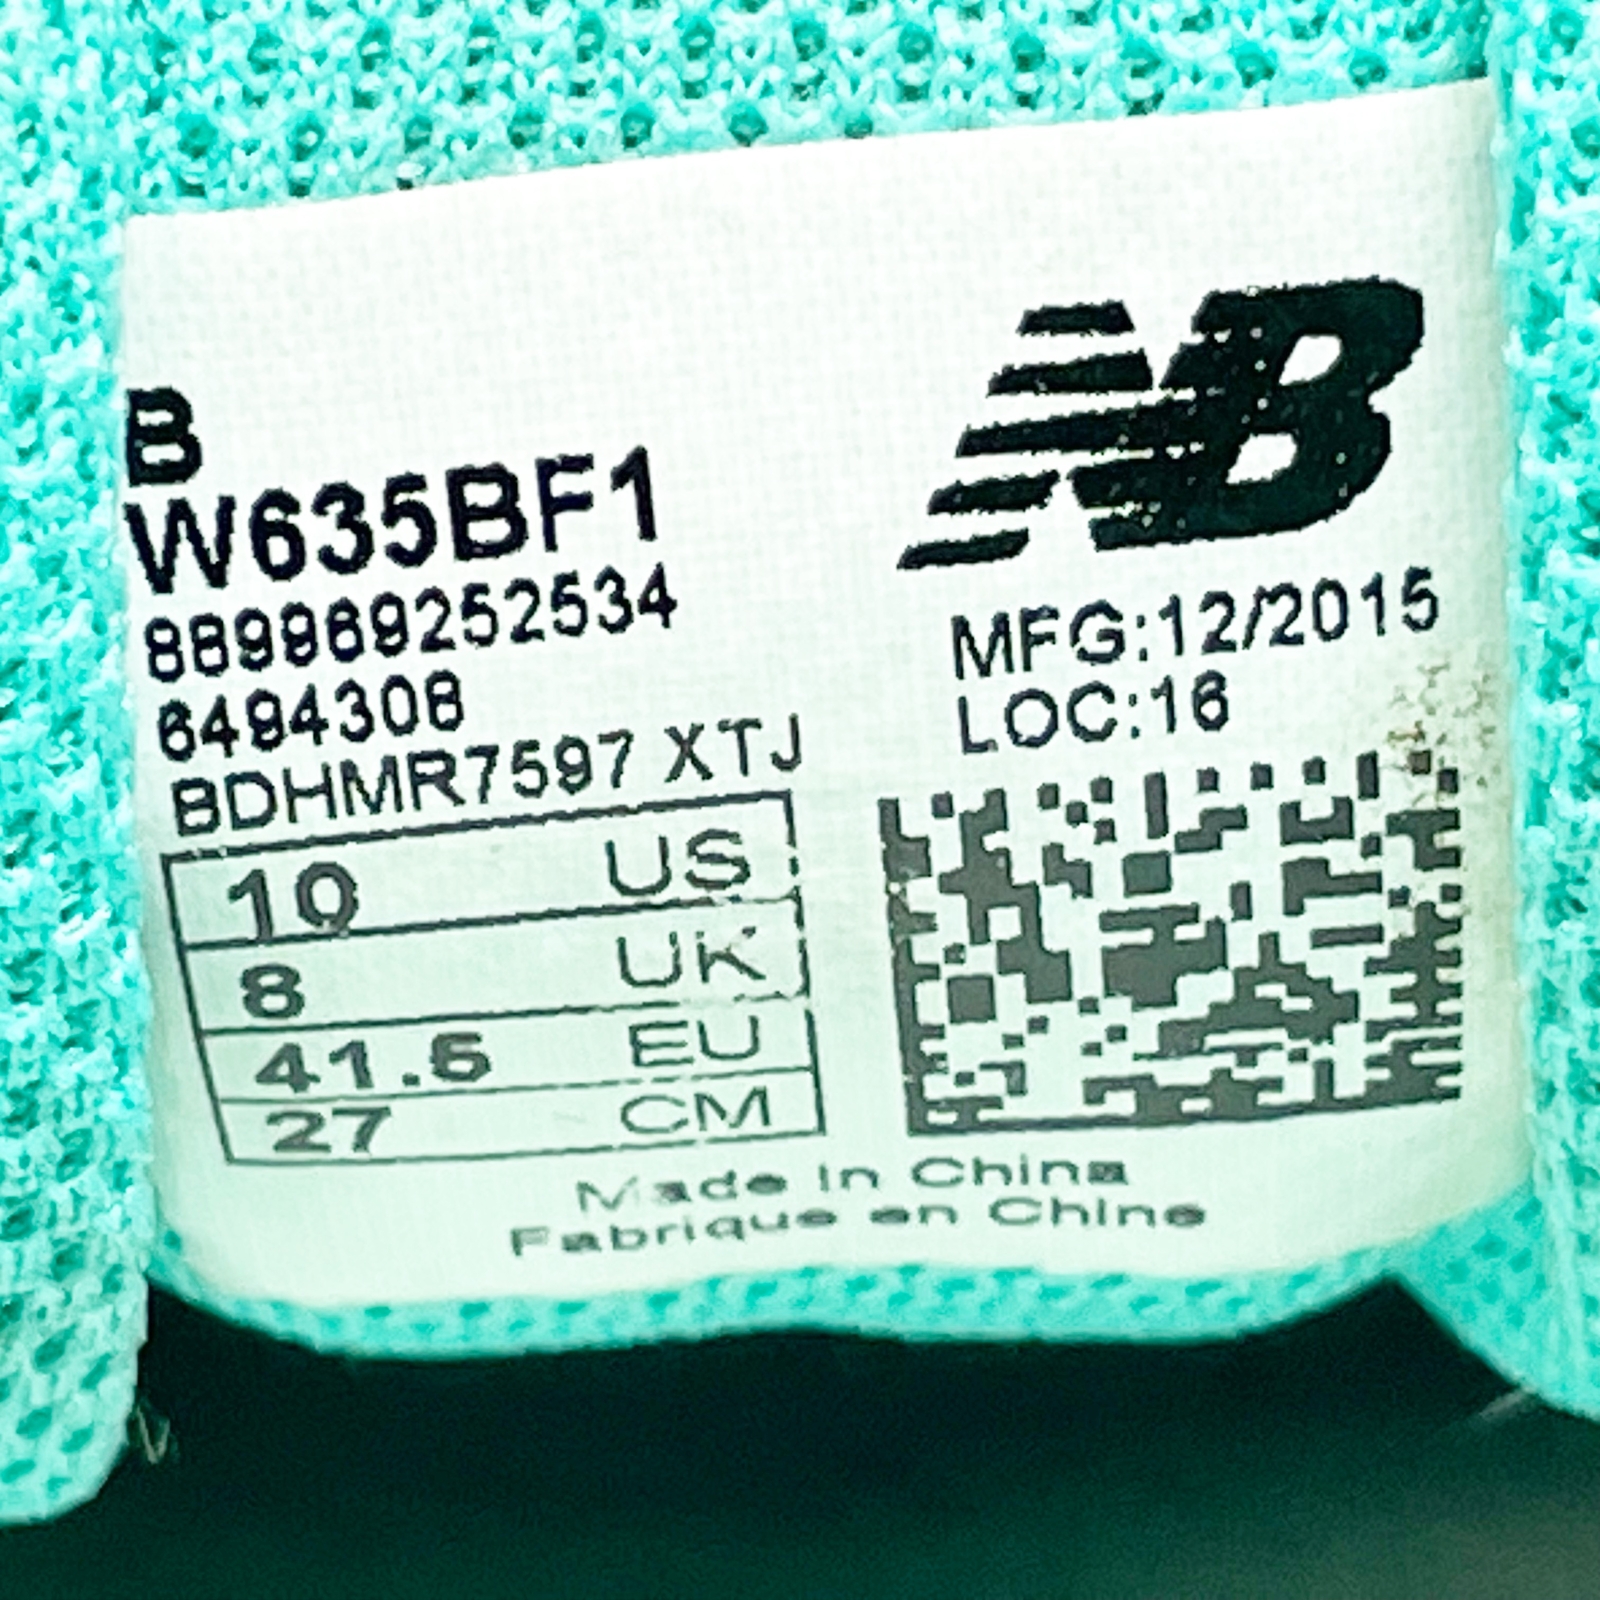 B
W635BF1
889969252534
6494308
BDHMR7597 XTJ
10 US
8 UK
41.5 EU
27 CM
NB
MFG:12/2015
LOC:16
Made in China
Fabrique en Chine